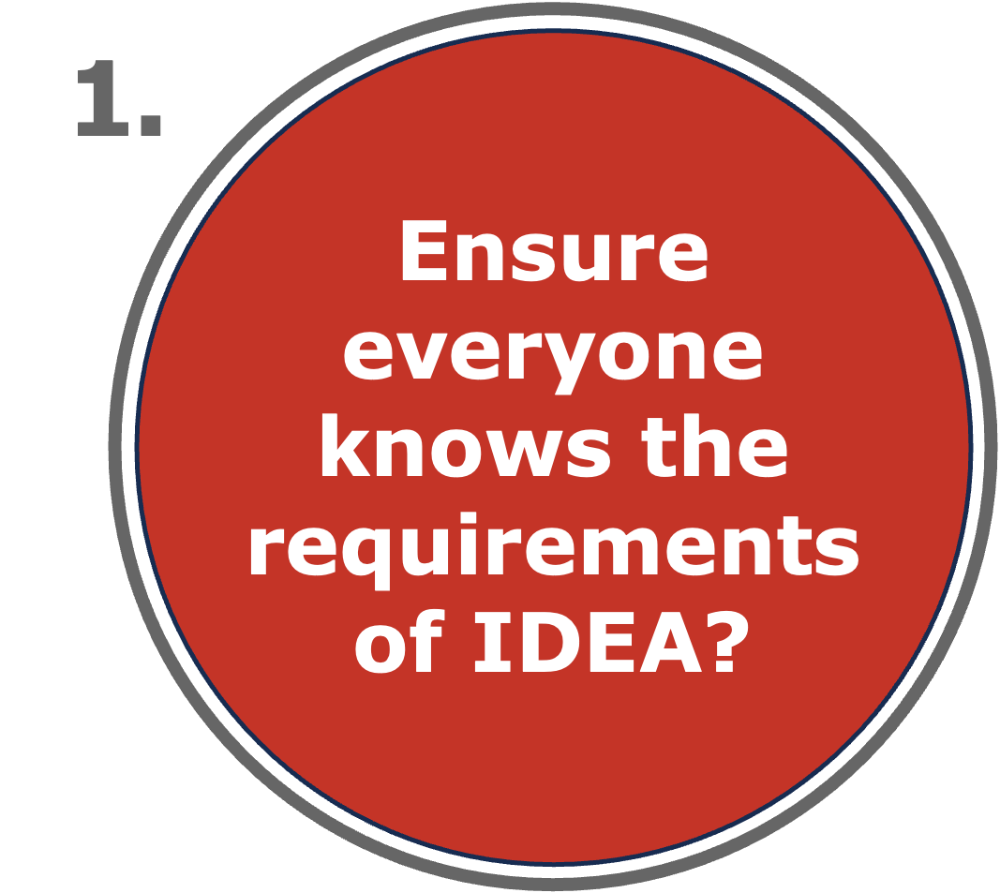 1.
Ensure
everyone
knows the
requirements
of IDEA?